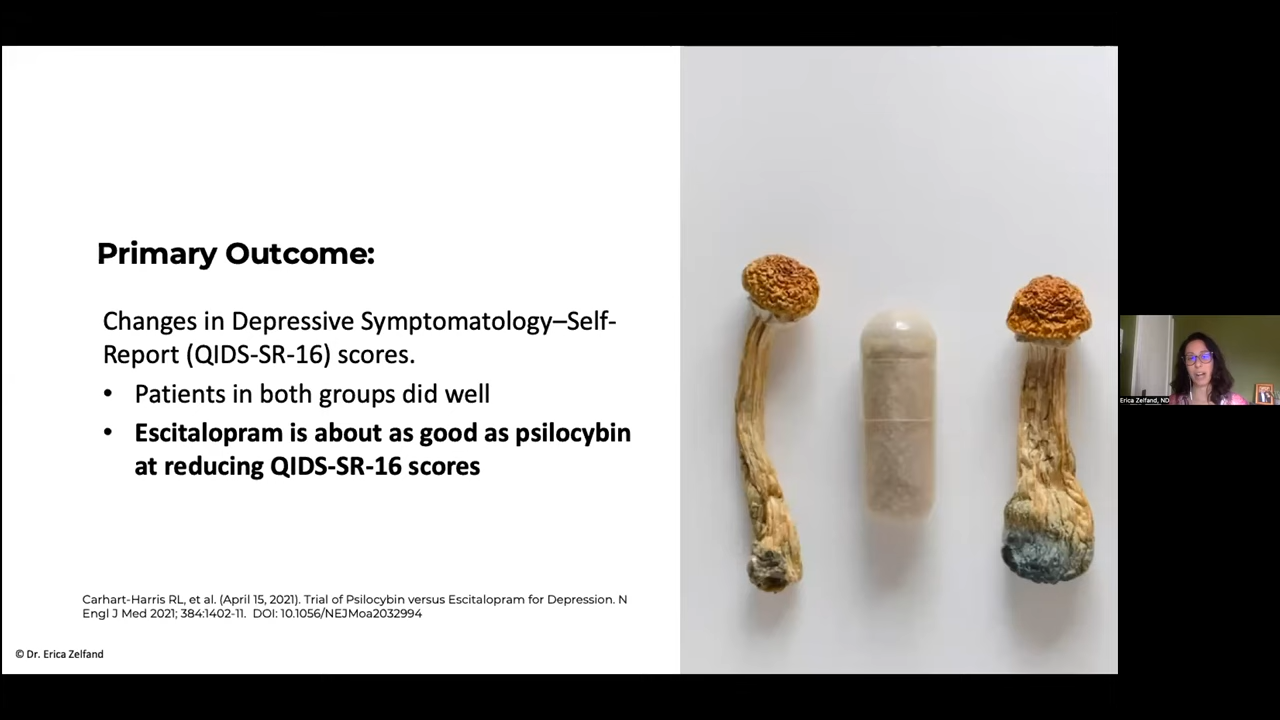 Primary Outcome:
Changes in Depressive Symptomatology–Self-
Report (QIDS-SR-16) scores.
• Patients in both groups did well
• Escitalopram is about as good as psilocybin
at reducing QIDS-SR-16 scores
Carhart-Harris RL, et al. (April 15, 2021). Trial of Psilocybin versus Escitalopram for Depression. N
Engl J Med 2021; 384:1402-11. DOI: 10.1056/NEJMoa2032994
© Dr. Erica Zelfand
Erica Zelfand, ND